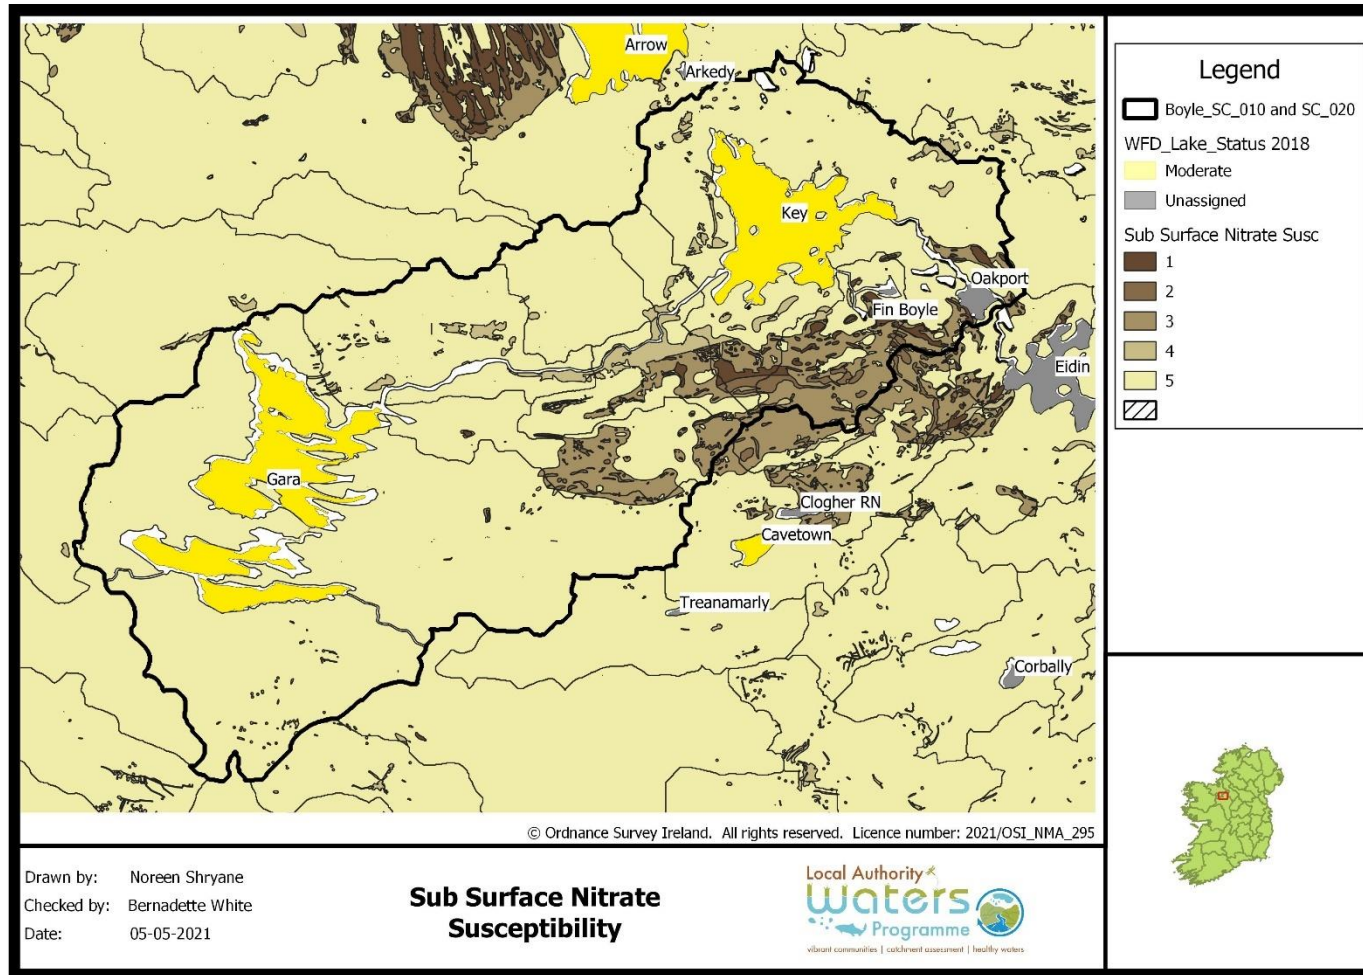 Arrow
Arkedy
Key
Oakport
Fin Boyle
Eidin
Gara
Clogher RN
Cavetown
Treanamarly
Corbally
Legend
Boyle_SC_010 and SC_020
WFD_Lake_Status 2018
Moderate
Unassigned
Sub Surface Nitrate Susc
1
2
3
4
5
© Ordnance Survey Ireland. All rights reserved. Licence number: 2021/OSI_NMA_295
Drawn by: Noreen Shryane
Checked by: Bernadette White
Date: 05-05-2021
Sub Surface Nitrate
Susceptibility
Local Authority
Waters
Programme
vibrant communities | catchment assessment | healthy waters